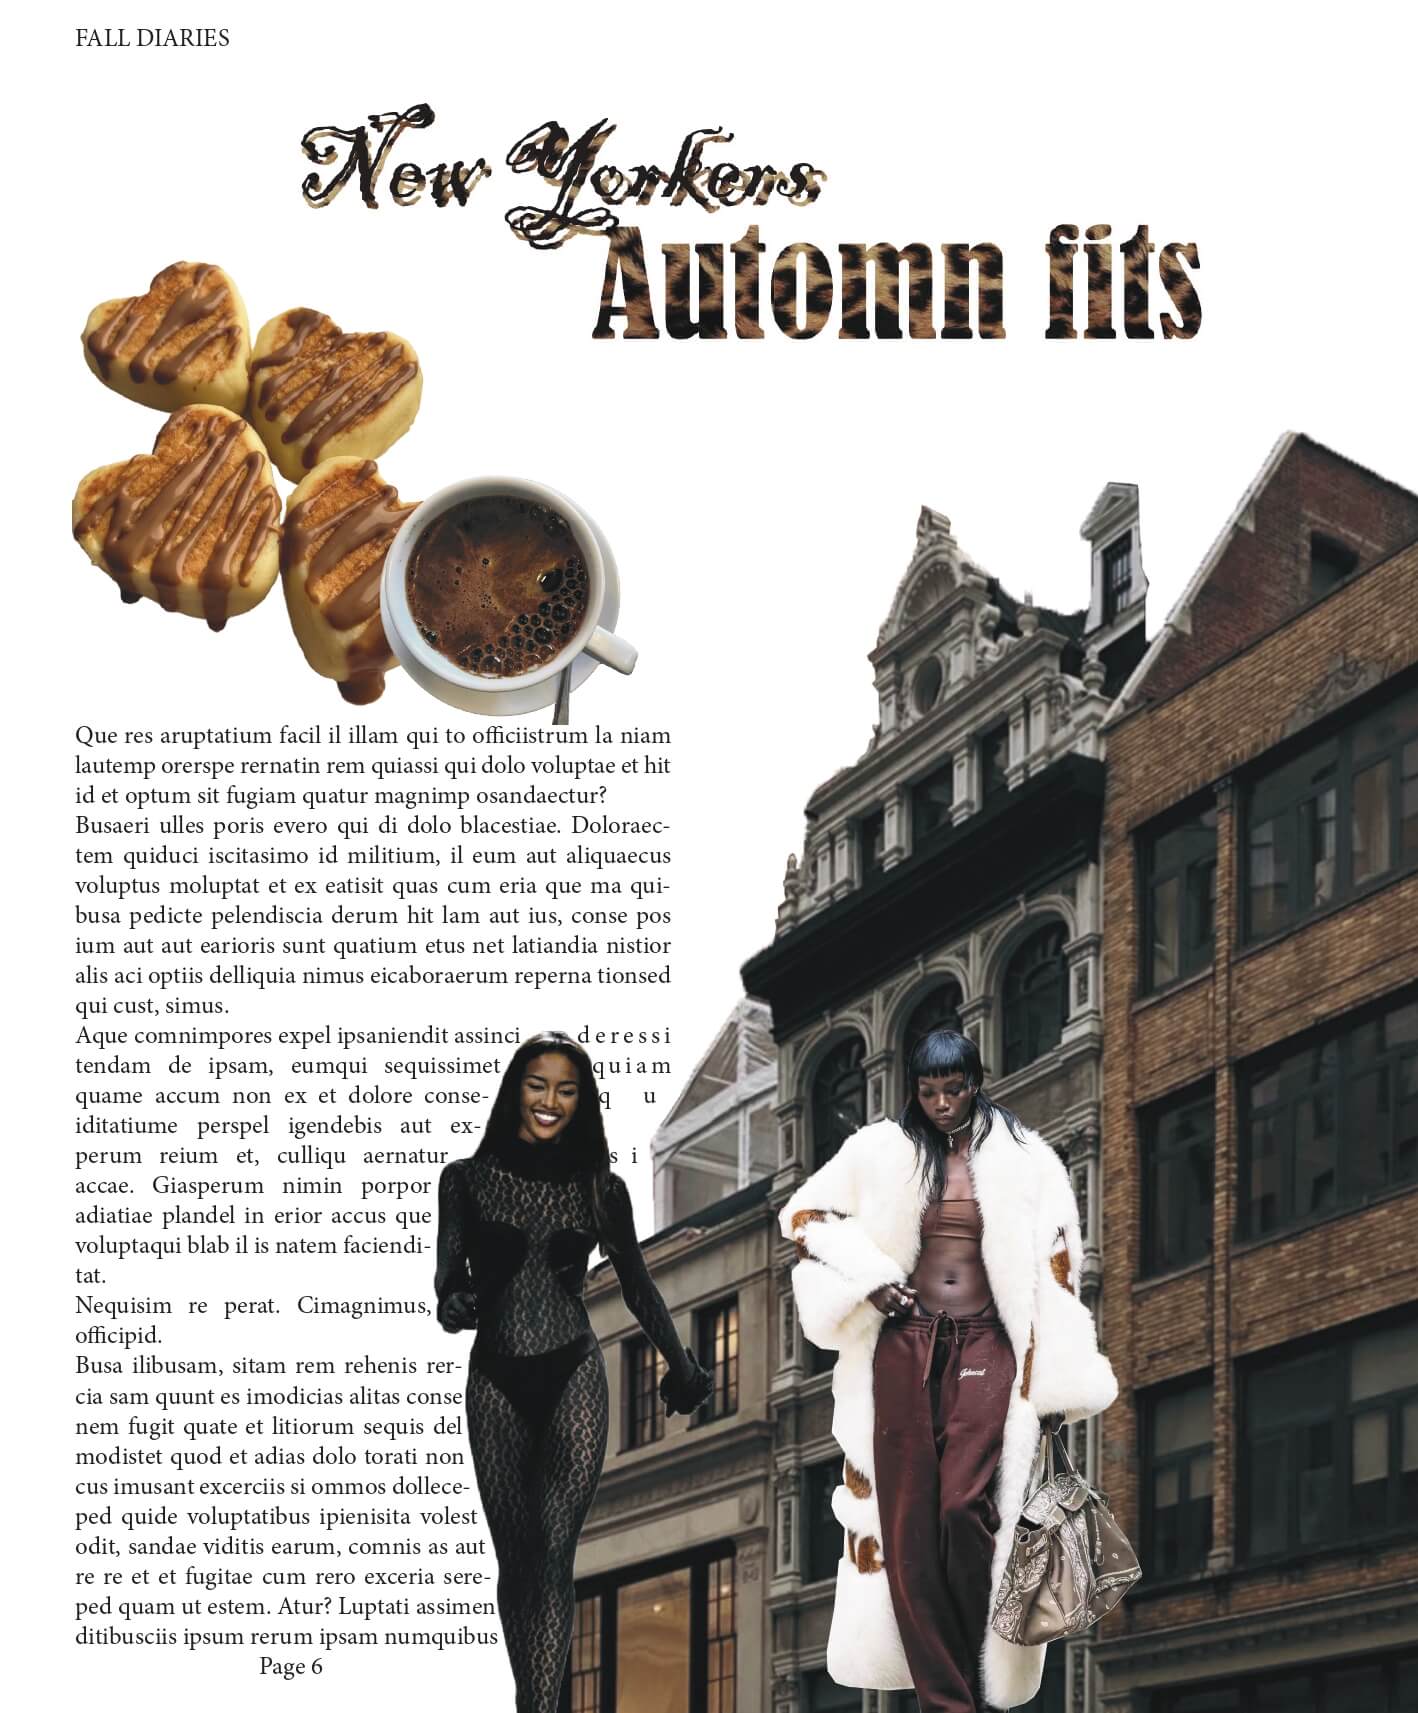 FALL DIARIES
New Yorkers
Automn fits
Que res aruptatium facil il illam qui to officiistrum la niam
lautemp orerspe rernatin rem quiassi qui dolo voluptae et hit
id et optum sit fugiam quatur magnimp osandaectur?
Busaeri ulles poris evero qui di dolo blacestiae. Doloraec-
tem quiduci iscitasimo id militium, il eum aut aliquaecus
voluptus moluptat et ex eatisit quas cum eria que ma qui-
busa pedicte pelendiscia derum hit lam aut ius, conse pos
ium aut aut earioris sunt quatium etus net latiandia nistior
alis aci optiis delliquia nimus eicaboraerum reperna tionsed
qui cust, simus.
Aque comnimpores expel ipsaniendit assinci deressi
tendam de ipsam, eumqui sequissimet quiam
quame accum non ex et dolore conse- q u
iditatiume perspel igendebis aut ex-
perum reium et, culliqu aernatur s i
accae. Giasperum nimin porpor
adiatiae plandel in erior accus que
voluptaqui blab il is natem faciendi-
tat.
Nequisim re perat. Cimagnimus,
officipid.
Busa ilibusam, sitam rem rehenis rer-
cia sam quunt es imodicias alitas conse
nem fugit quate et litiorum sequis del
modistet quod et adias dolo torati non
cus imusant excerciis si ommos dollece-
ped quide voluptatibus ipienisita volest
odit, sandae viditis earum, comnis as aut
re re et et fugitae cum rero exceria sere-
ped quam ut estem. Atur? Luptati assimen
ditibusciis ipsum rerum ipsam numquibus
Page 6